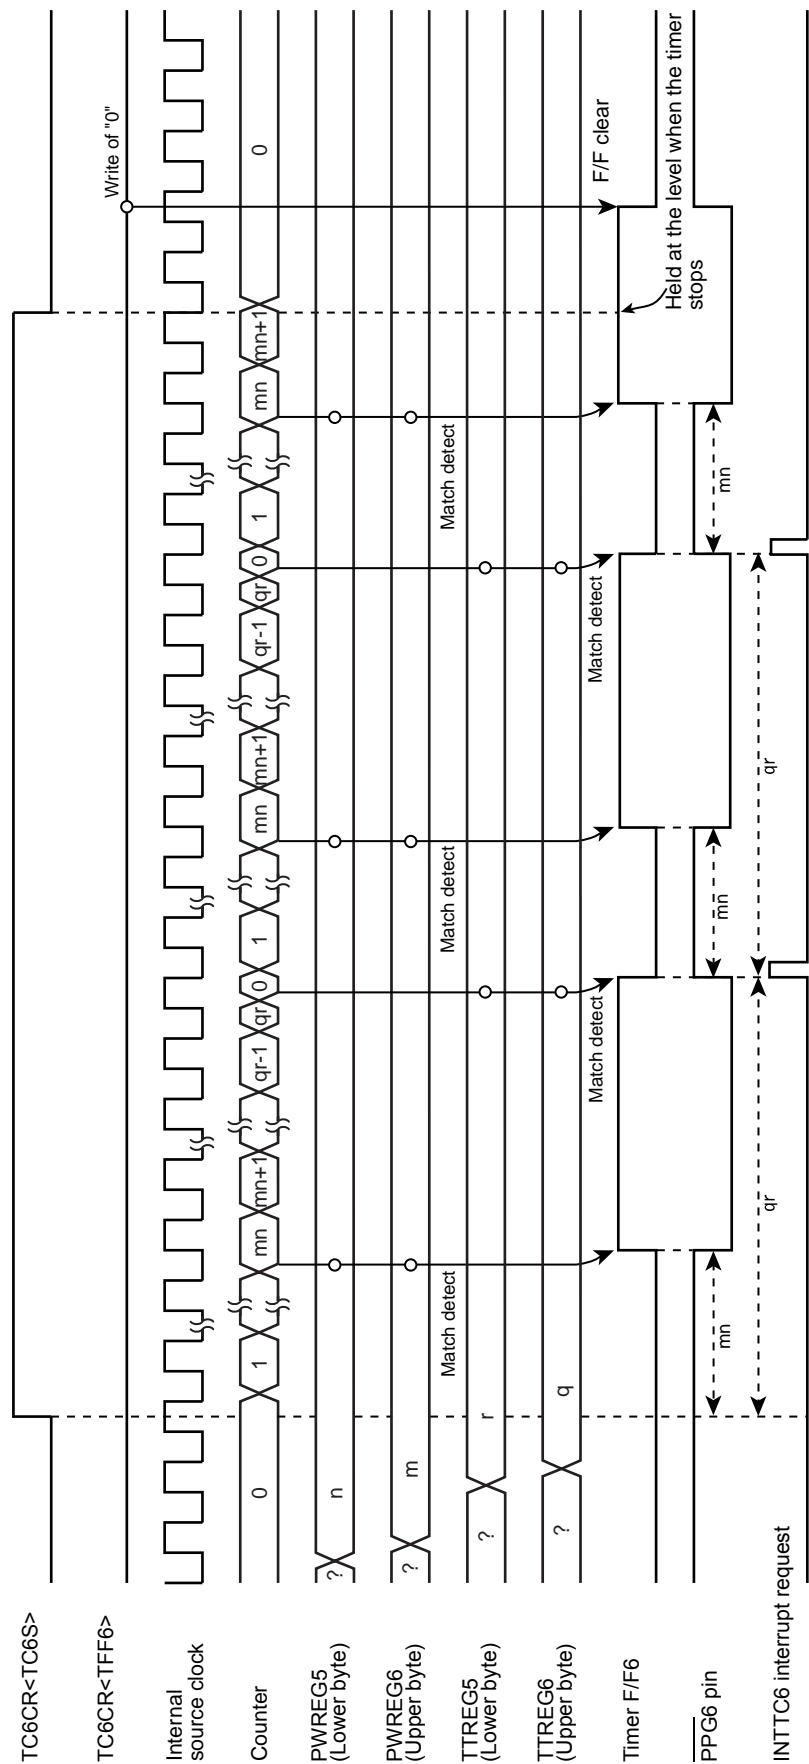 TC6CR<TC6S>
TC6CR<TFF6>
Write of "0"
Internal
source clock
Counter
0
1
mn
mn+1
qr-1
qr
0
1
mn
mn+1
qr-1
qr
0
1
mn
mn+1
0
PWREG5
(Lower byte)
?
n
PWREG6
(Upper byte)
?
m
Match detect
Match detect
Match detect
TTREG5
(Lower byte)
?
r
TTREG6
(Upper byte)
?
q
Match detect
Match detect
F/F clear
Timer F/F6
Held at the level when the timer
stops
PPG6 pin
mn
mn
mn
qr
qr
INTTC6 interrupt request